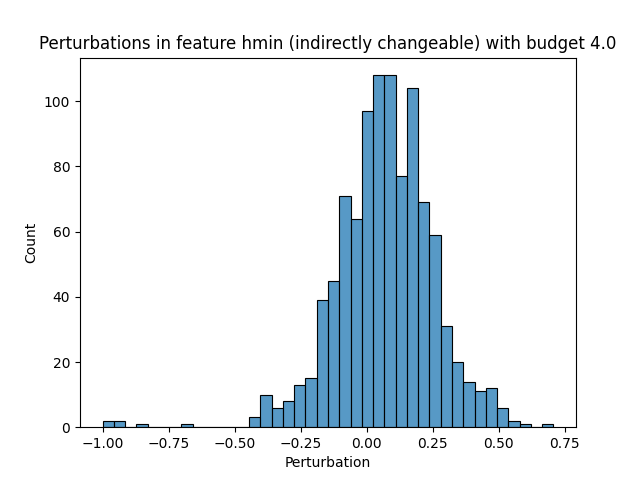 Perturbations in feature hmin (indirectly changeable) with budget 4.0
100
80
60
40
20
0
Count
−1.00 −0.75 −0.50 −0.25 0.00 0.25 0.50 0.75
Perturbation